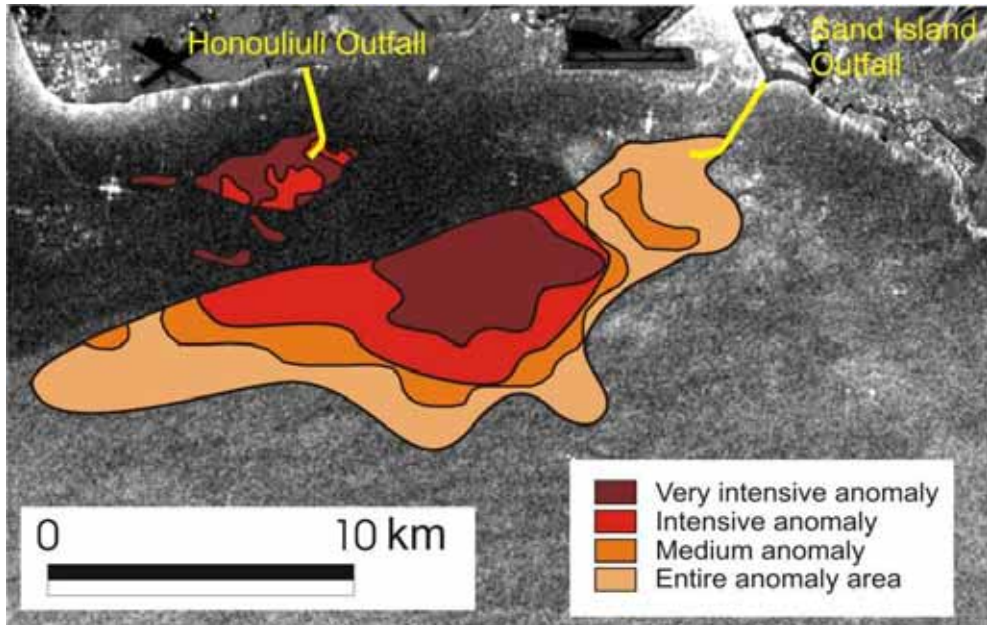 Honouliuli Outfall
Sand Island
Outfall
0 10 km
Very intensive anomaly
Intensive anomaly
Medium anomaly
Entire anomaly area